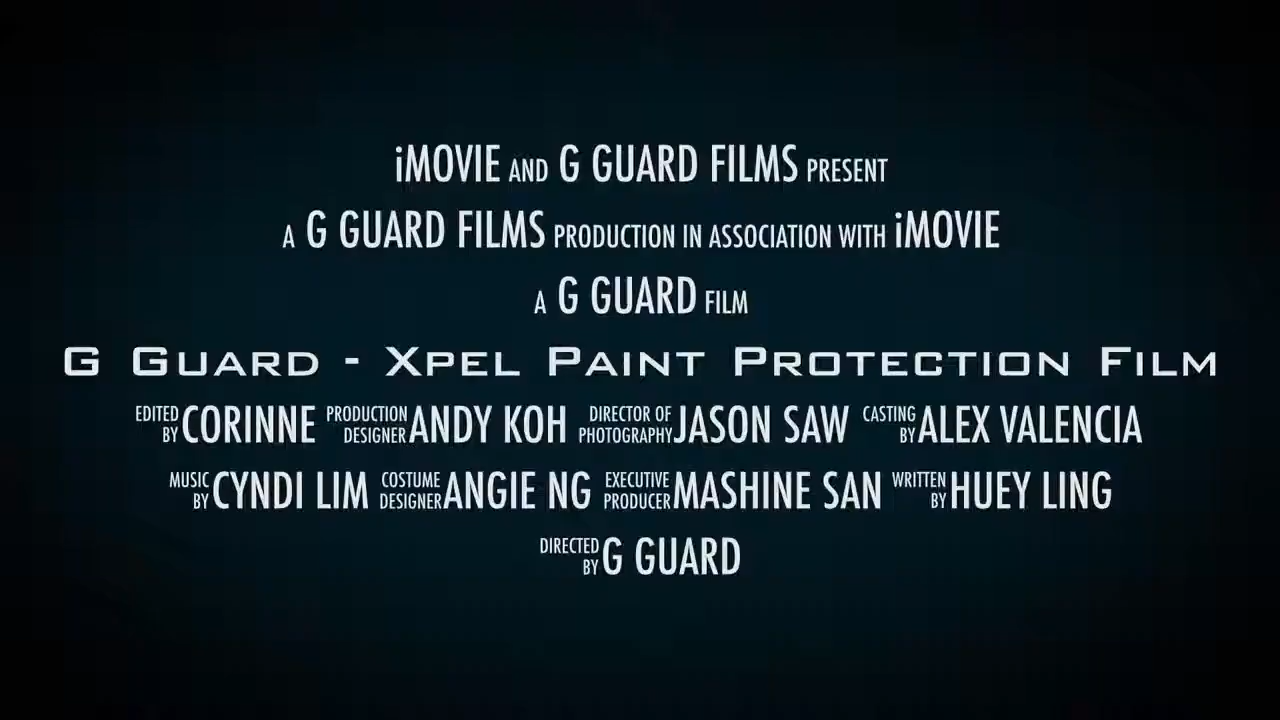 iMOVIE AND G GUARD FILMS PRESENT
A G GUARD FILMS PRODUCTION IN ASSOCIATION WITH iMOVIE
A G GUARD FILM
G GUARD - XPEL PAINT PROTECTION FILM
EDITED BY CORINNE PRODUCTION DESIGNER ANDY KOH DIRECTOR OF PHOTOGRAPHY JASON SAW CASTING BY ALEX VALENCIA
MUSIC BY CYNDI LIM COSTUME DESIGNER ANGIE NG EXECUTIVE PRODUCER MASHINE SAN WRITTEN BY HUEY LING
DIRECTED BY G GUARD